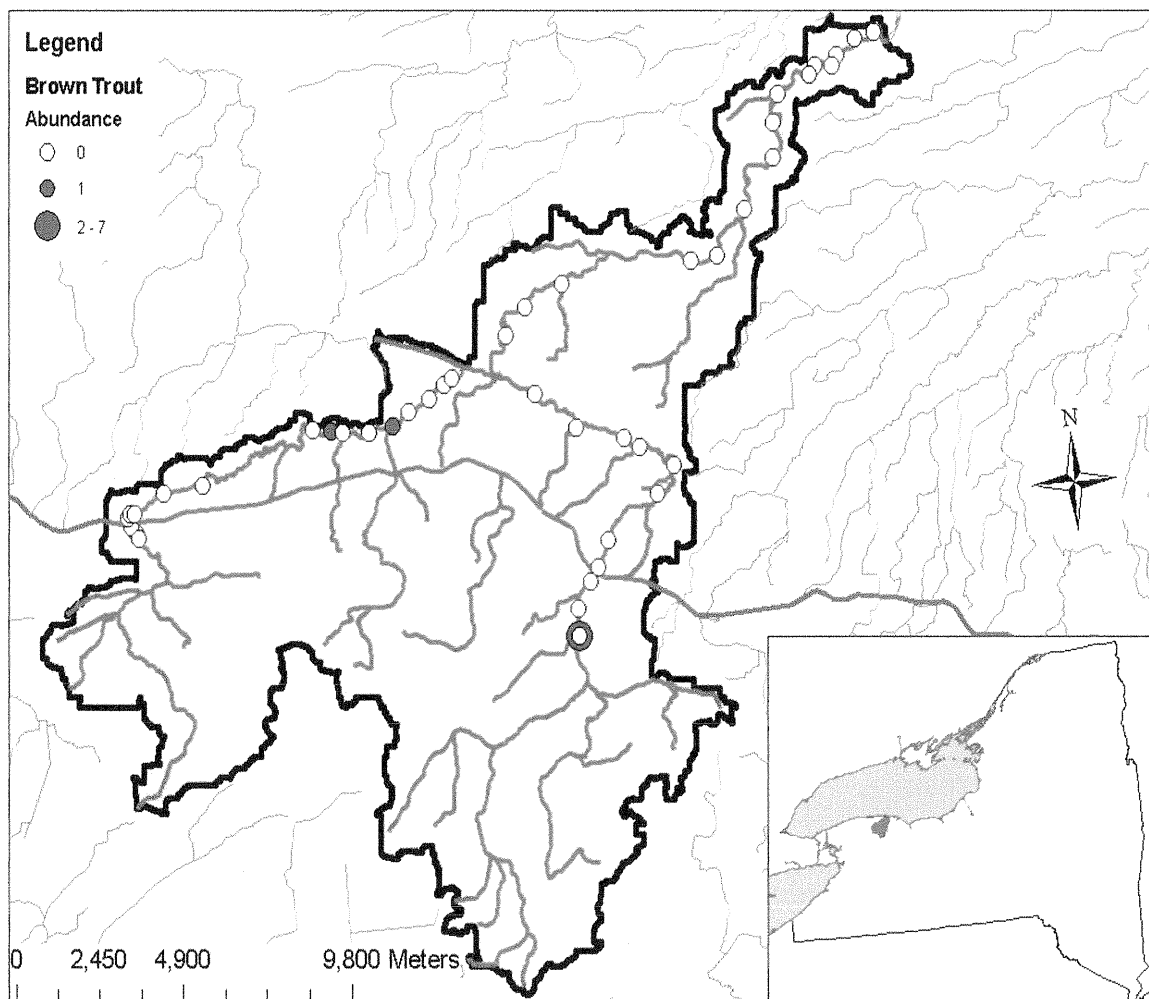 Legend
Brown Trout
Abundance
0
1
2 - 7
N
0 2,450 4,900 9,800 Meters